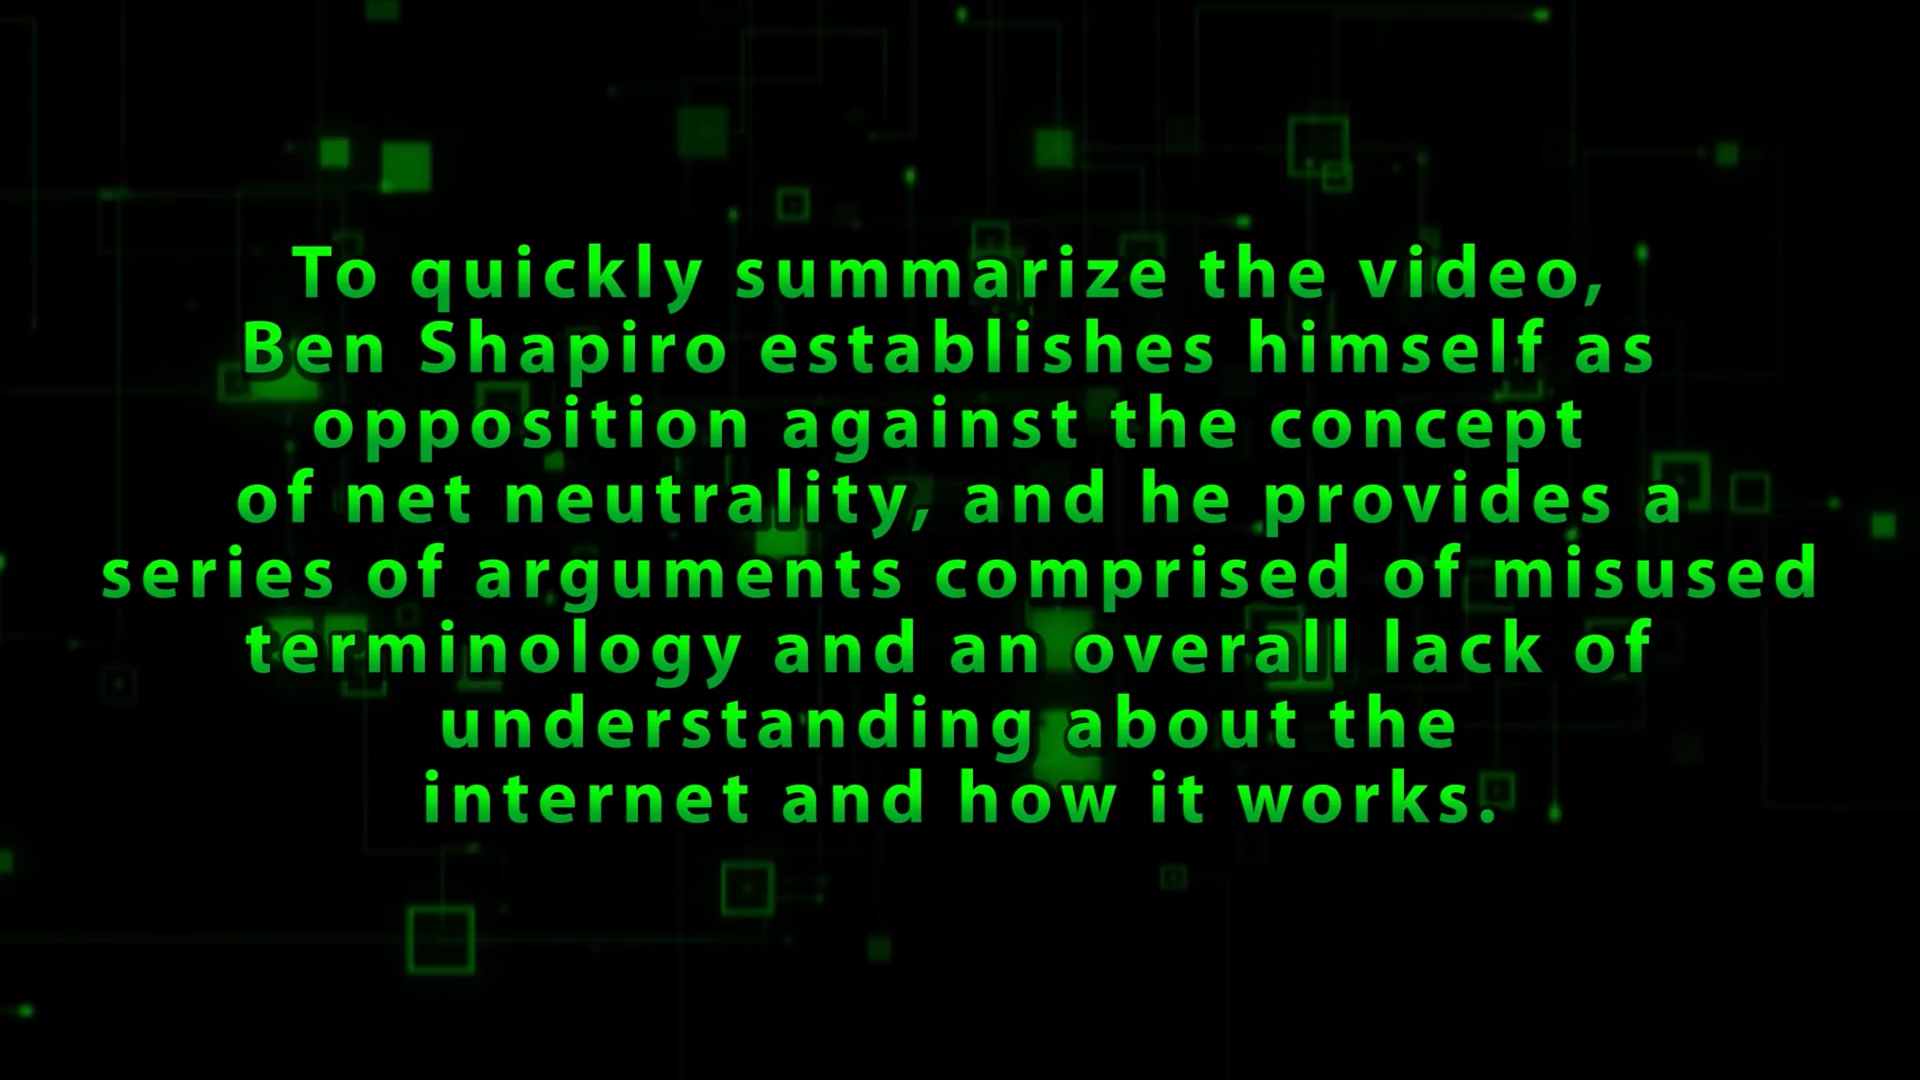 To quickly summarize the video,
Ben Shapiro establishes himself as
opposition against the concept
of net neutrality, and he provides a
series of arguments comprised of misused
terminology and an overall lack of
understanding about the
internet and how it works.